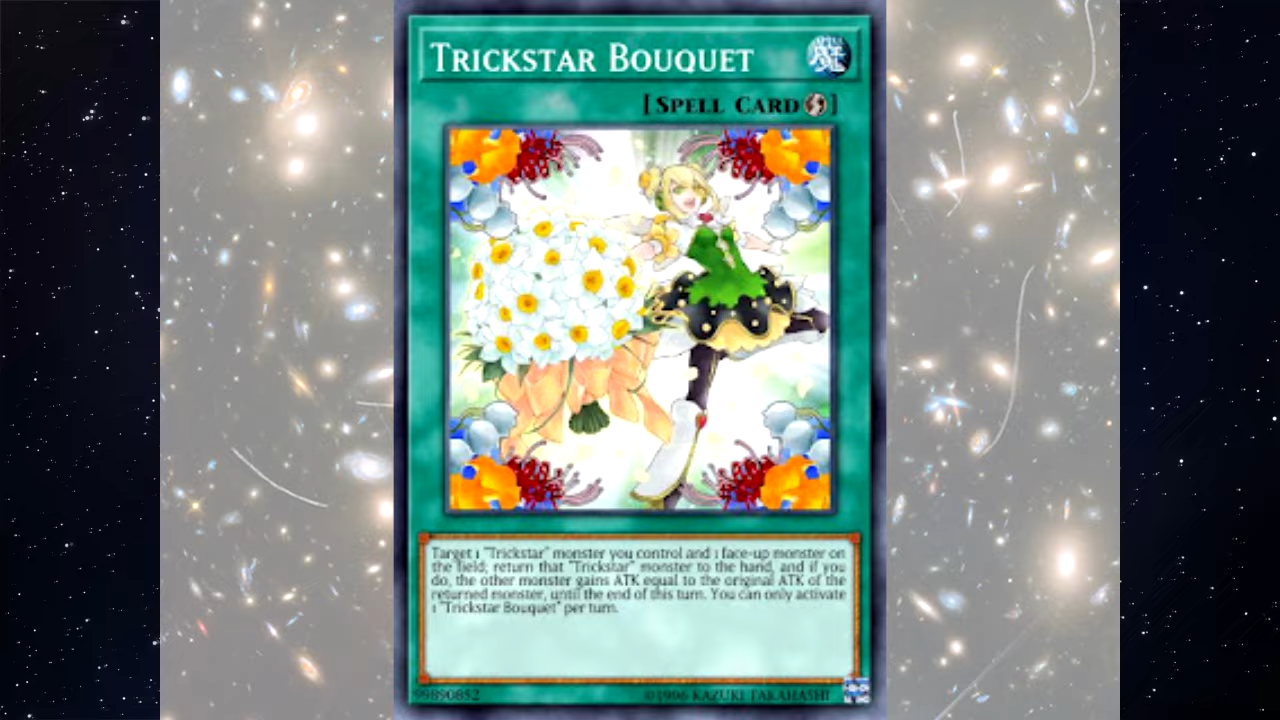 TRICKSTAR BOUQUET
[SPELL CARD]
Target 1 "Trickstar" monster you control and 1 face-up monster on
the field; return that "Trickstar" monster to the hand, and if you
do, the other monster gains ATK equal to the original ATK of the
returned monster, until the end of this turn. You can only activate
1 "Trickstar Bouquet" per turn.
99890852
©1996 KAZUKI TAKAHASHI